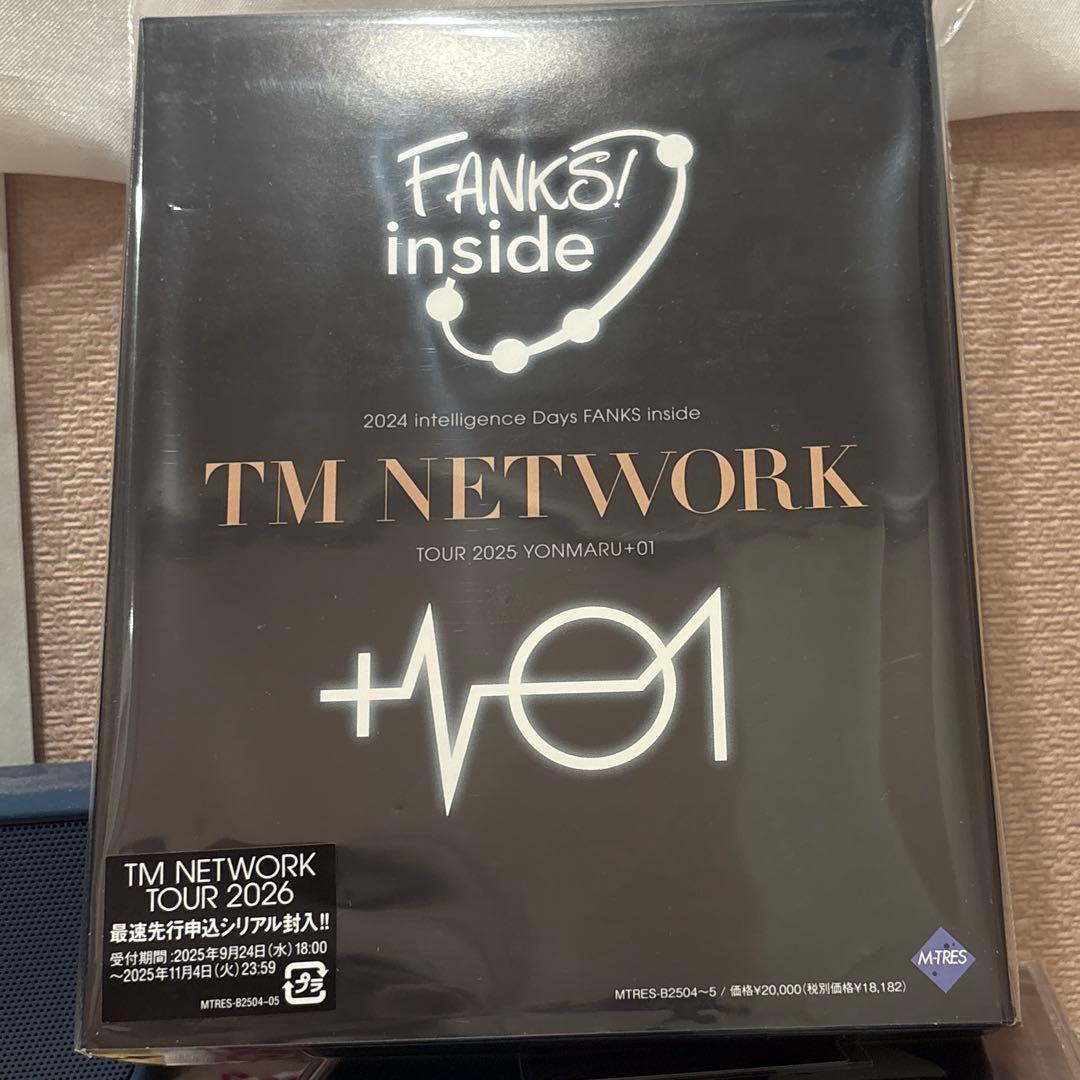 FANKS!
inside
2024 intelligence Days FANKS inside
TM NETWORK
TOUR 2025 YONMARU+01
+01
TM NETWORK
TOUR 2026
最速先行申込シリアル封入!!
受付期間:2025年9月24日(水)18:00
～2025年11月4日(火)23:59
プラ
MTRES-B2504-05
M-TRES
MTRES-B2504～5 / 価格¥20,000(税別価格¥18,182)